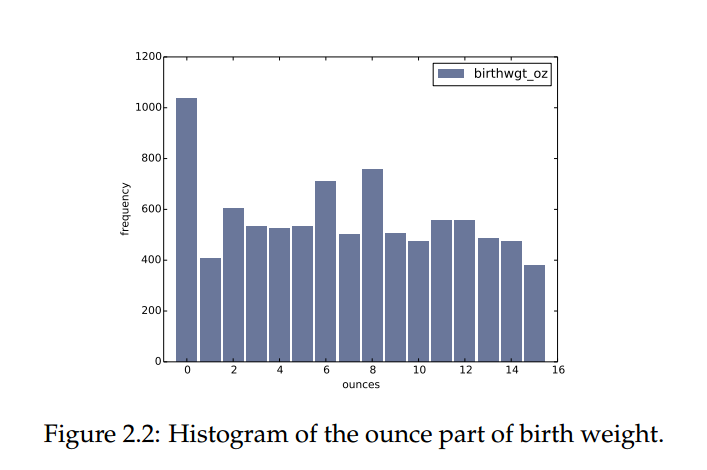 1200
birthwgt_oz
1000
800
600
400
200
0
frequency
0 2 4 6 8 10 12 14 16
ounces
Figure 2.2: Histogram of the ounce part of birth weight.